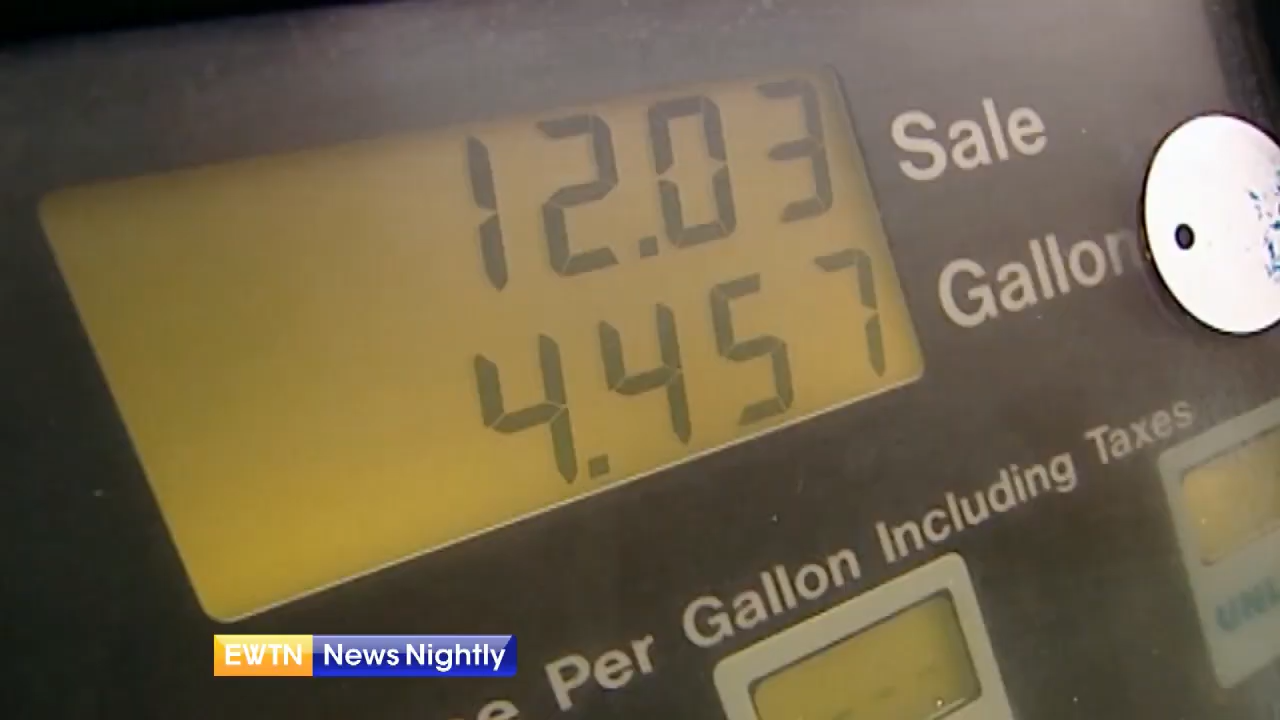 12.03 Sale
4.457 Gallon
Per Gallon Including Taxes
EWTN News Nightly